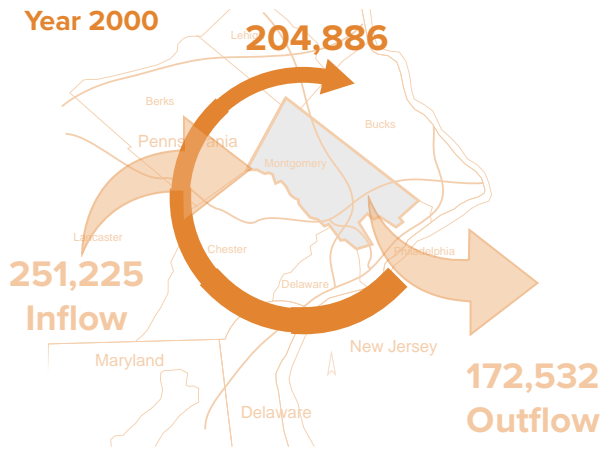 Year 2000
204,886
Lehigh
Berks
Bucks
Pennsylvania
Montgomery
Lancaster
Chester
Philadelphia
251,225
Inflow
Delaware
New Jersey
Maryland
172,532
Outflow
Delaware